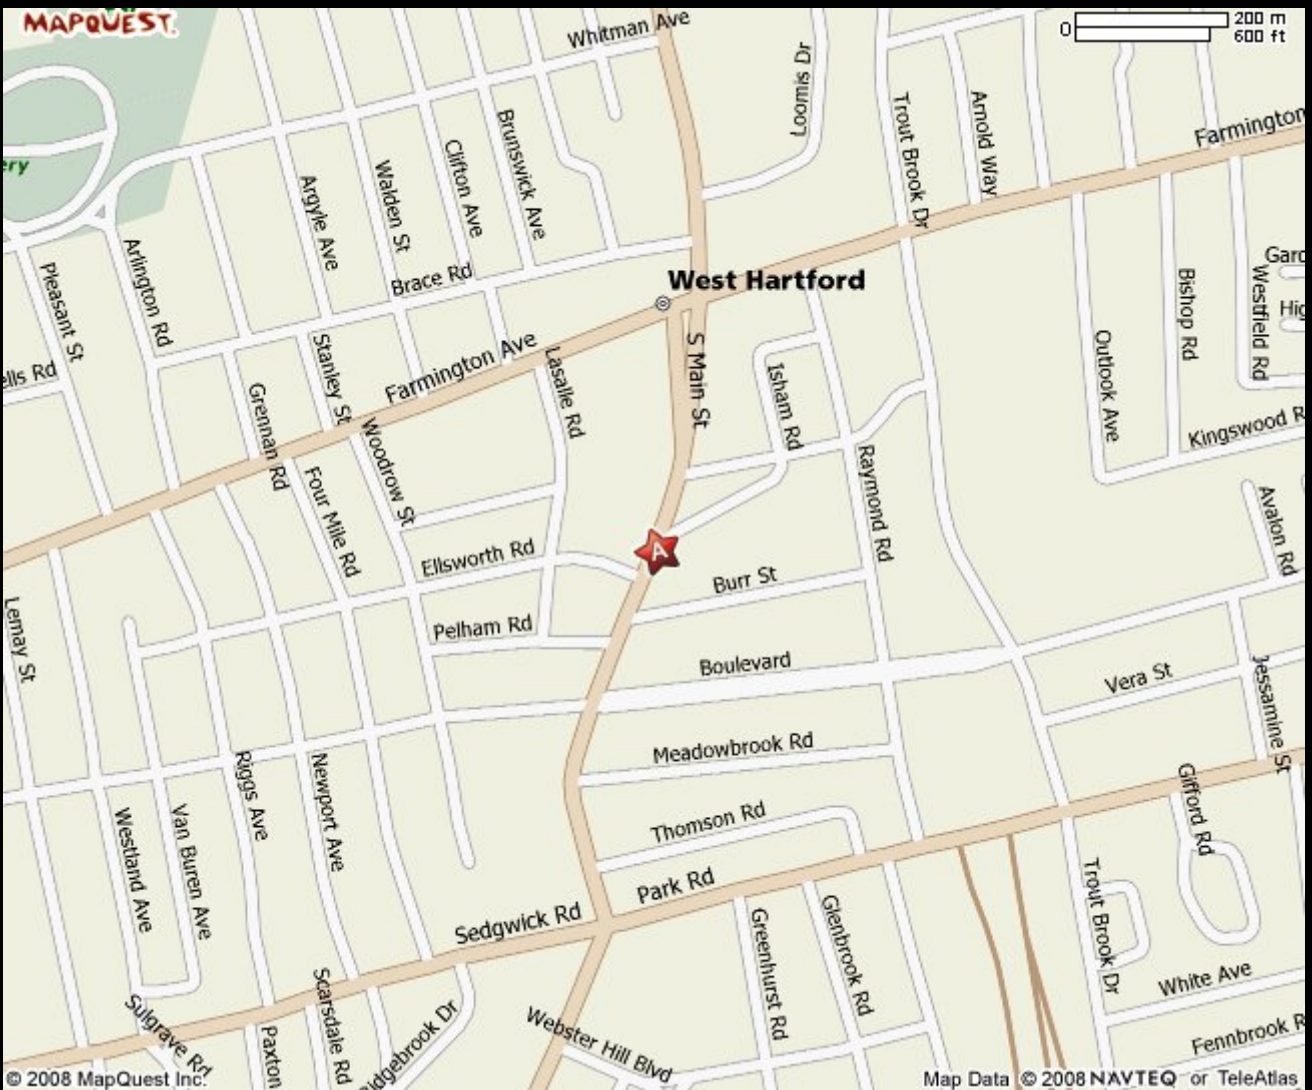 MAPQUEST.
Whitman Ave
0
200 m
600 ft
Loomis Dr
Trout Brook Dr
Arnold Way
Farmington
ery
Argyle Ave
Walden St
Clifton Ave
Brunswick Ave
Pleasant St
Arlington Rd
Brace Rd
West Hartford
Bishop Rd
Westfield Rd
Outlook Ave
Kingswood R
ells Rd
Stanley St
Farmington Ave
Lasalle Rd
S Main St
Isham Rd
Grennan Rd
Woodrow St
Four Mile Rd
Raymond Rd
Avalon Rd
Ellsworth Rd
A
Burr St
Lemay St
Pelham Rd
Boulevard
Vera St
Jessamine St
Meadowbrook Rd
Riggs Ave
Newport Ave
Gifford Rd
Westland Ave
Van Buren Ave
Thomson Rd
Park Rd
Sedgwick Rd
Trout Brook Dr
Greenhurst Rd
Glenbrook Rd
White Ave
Sulgrave Rd
Scarsdale Rd
Paxton
idgebrook Dr
Webster Hill Blvd
Fennbrook R
© 2008 MapQuest Inc.
Map Data © 2008 NAVTEQ or TeleAtlas